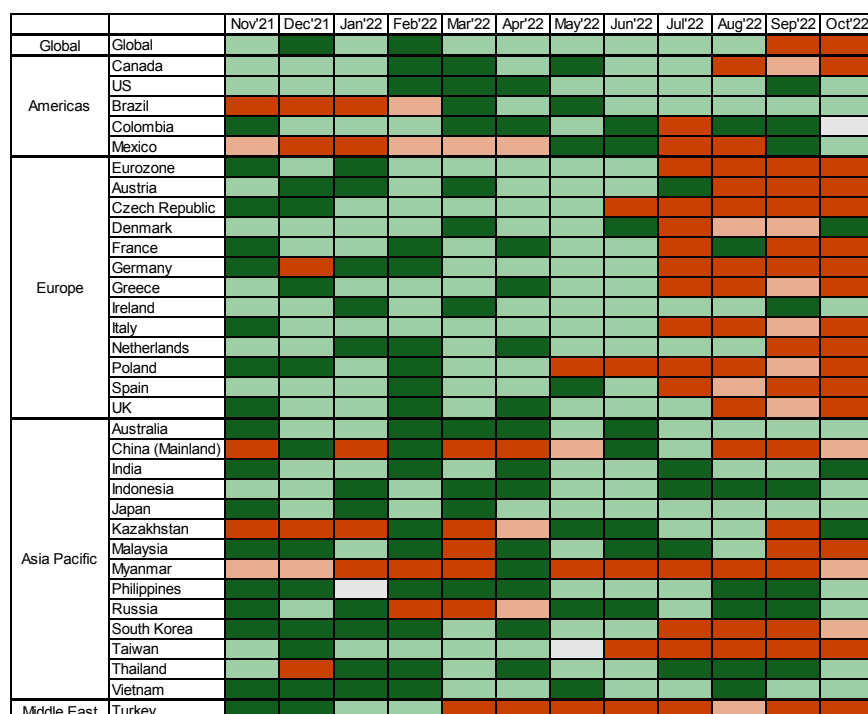 Nov'21 Dec'21 Jan'22 Feb'22 Mar'22 Apr'22 May'22 Jun'22 Jul'22 Aug'22 Sep'22 Oct'22
Global Global
Americas
Canada
US
Brazil
Colombia
Mexico
Europe
Eurozone
Austria
Czech Republic
Denmark
France
Germany
Greece
Ireland
Italy
Netherlands
Poland
Spain
UK
Asia Pacific
Australia
China (Mainland)
India
Indonesia
Japan
Kazakhstan
Malaysia
Myanmar
Philippines
Russia
South Korea
Taiwan
Thailand
Vietnam
Middle East Turkey